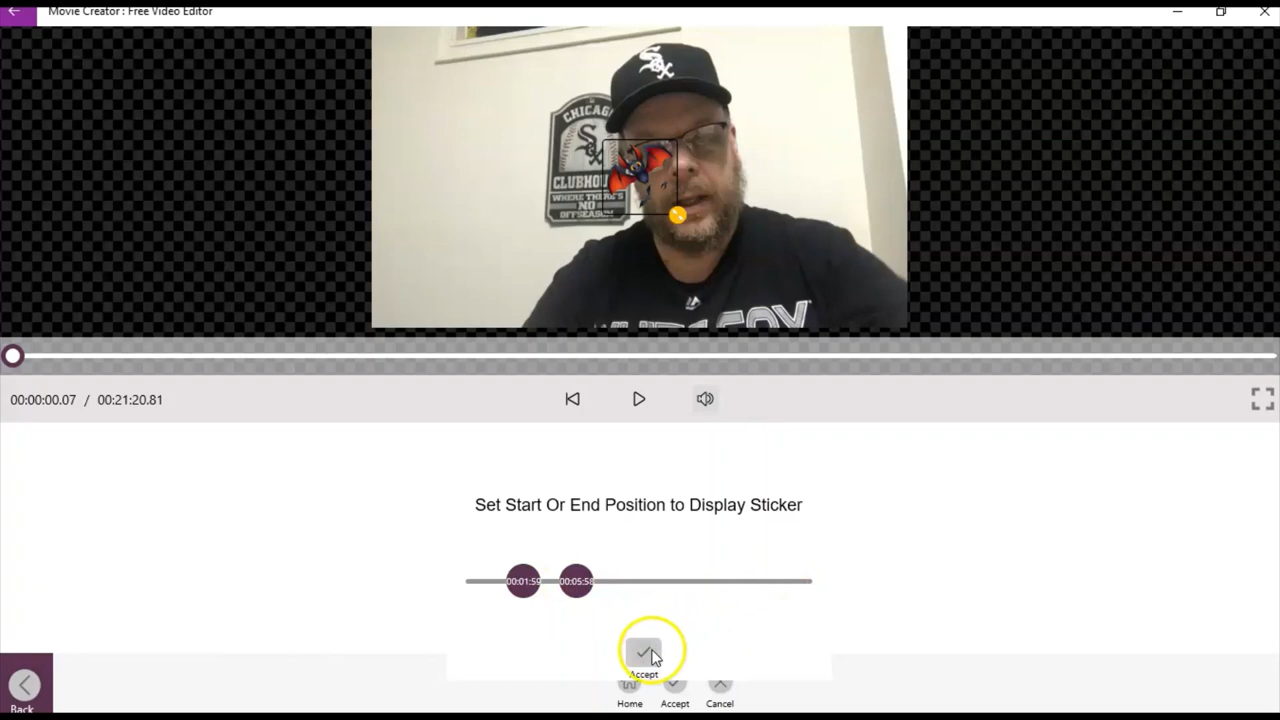 Movie Creator : Free Video Editor
Sox
CHICAGO
Sox
CLUBHOU
WHERE THERE'S
NO
OFFSEASON
00:00:00.07 / 00:21:20.81
Set Start Or End Position to Display Sticker
00:01:59
00:05:58
Accept
Back
Home
Accept
Cancel